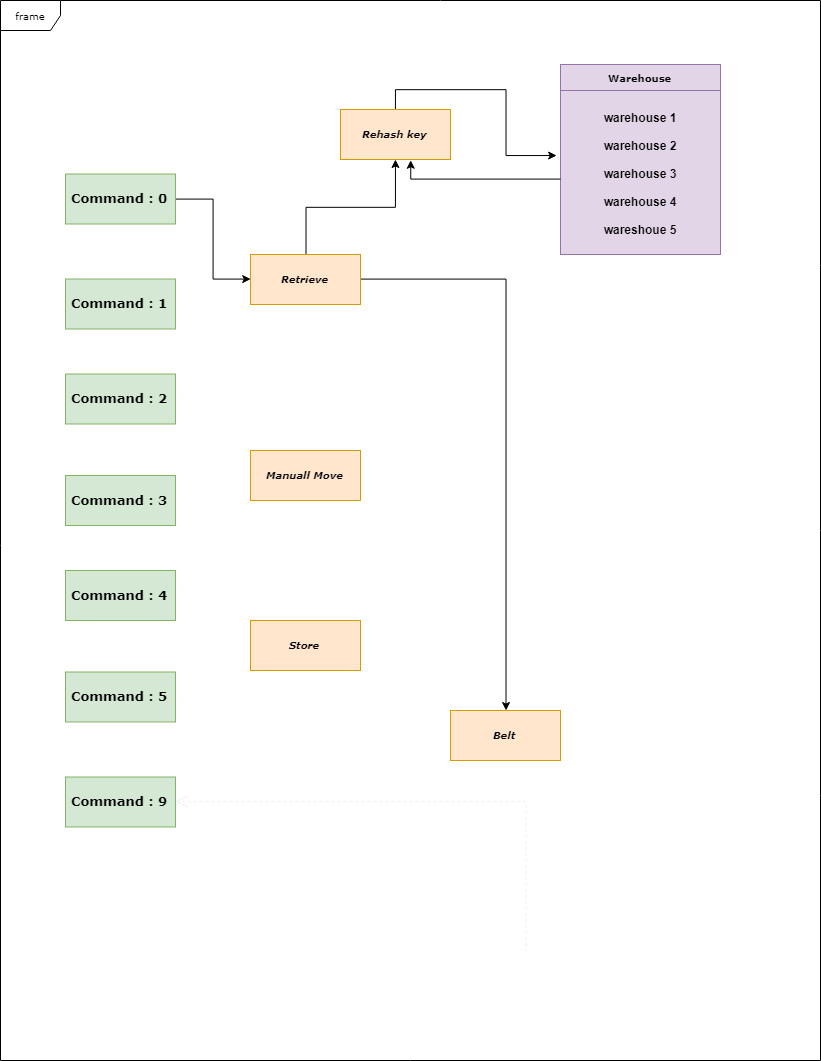 frame
Warehouse
warehouse 1
warehouse 2
warehouse 3
warehouse 4
wareshoue 5
Rehash key
Command : 0
Retrieve
Command : 1
Command : 2
Manuall Move
Command : 3
Command : 4
Store
Command : 5
Belt
Command : 9